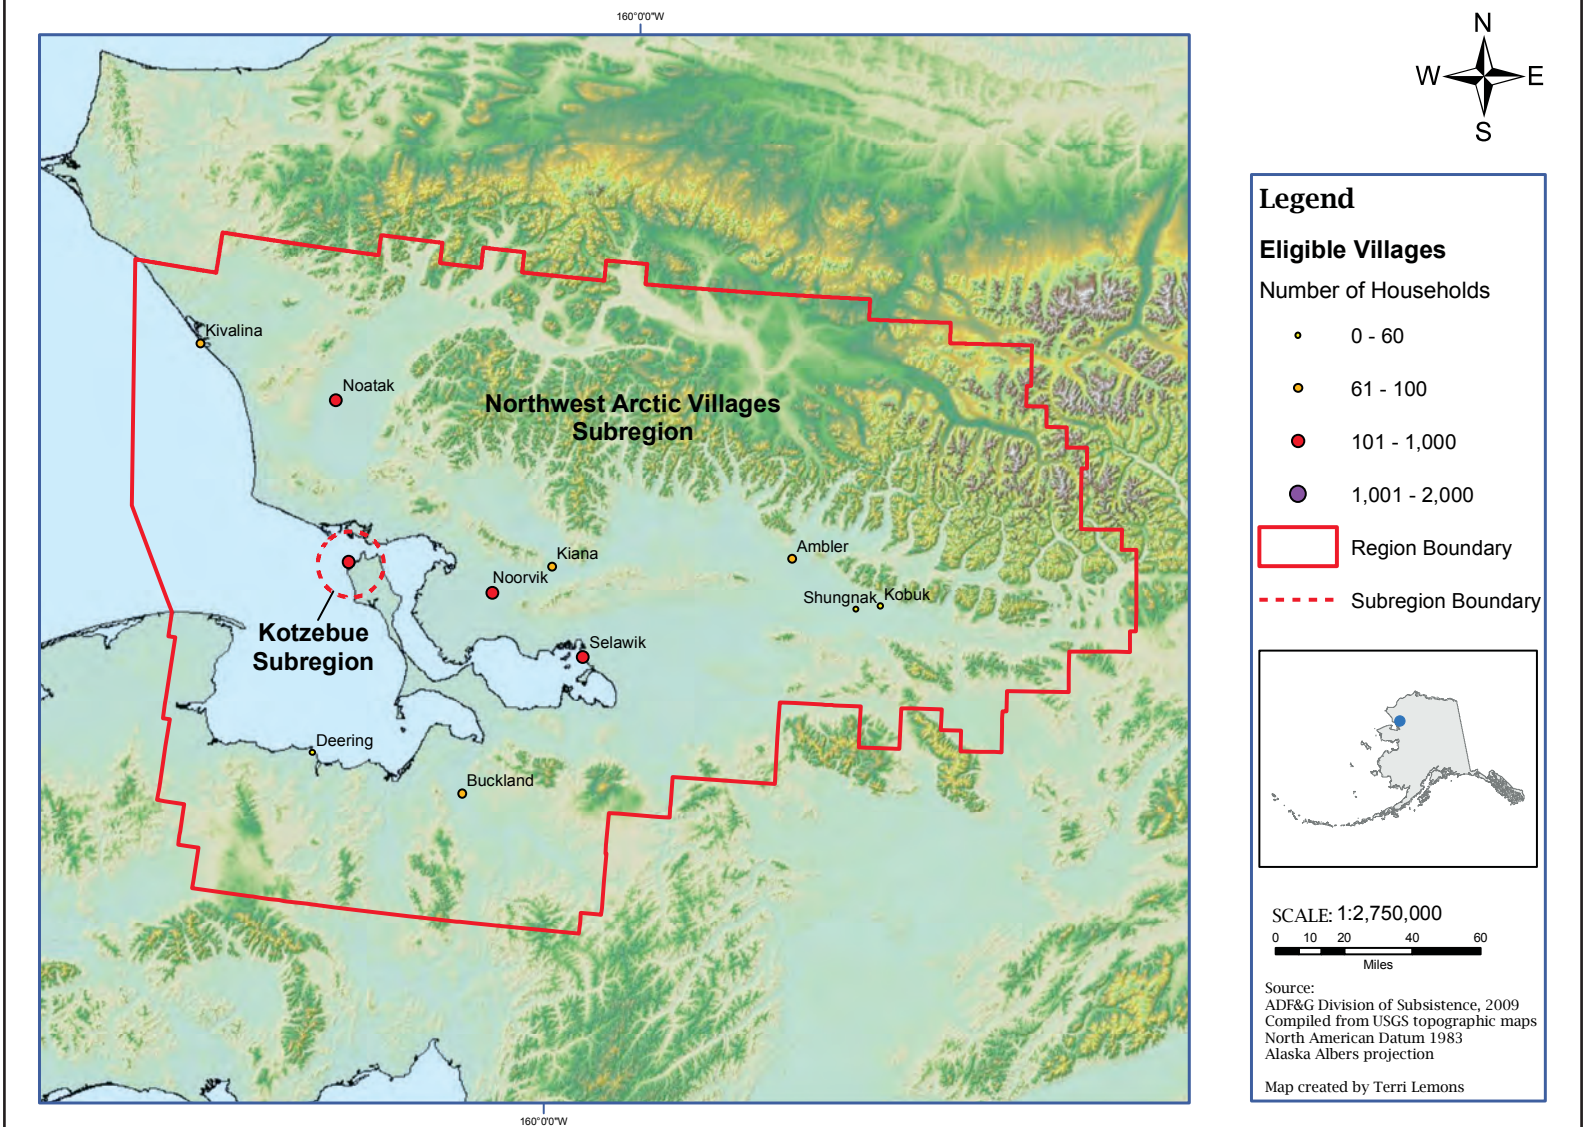 160°0'0"W
N
W E
S
Legend
Eligible Villages
Number of Households
0 - 60
61 - 100
101 - 1,000
1,001 - 2,000
Region Boundary
Subregion Boundary
Kivalina
Noatak
Northwest Arctic Villages
Subregion
Kiana
Ambler
Noorvik
Shungnak
Kobuk
Kotzebue
Subregion
Selawik
Deering
Buckland
SCALE: 1:2,750,000
0 10 20 40 60
Miles
Source:
ADF&G Division of Subsistence, 2009
Compiled from USGS topographic maps
North American Datum 1983
Alaska Albers projection
Map created by Terri Lemons
160°0'0"W